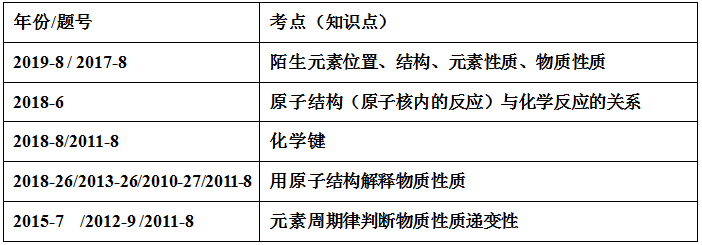 年份/题号 考点（知识点）
2019-8 / 2017-8 陌生元素位置、结构、元素性质、物质性质
2018-6 原子结构（原子核内的反应）与化学反应的关系
2018-8/2011-8 化学键
2018-26/2013-26/2010-27/2011-8 用原子结构解释物质性质
2015-7 /2012-9 /2011-8 元素周期律判断物质性质递变性